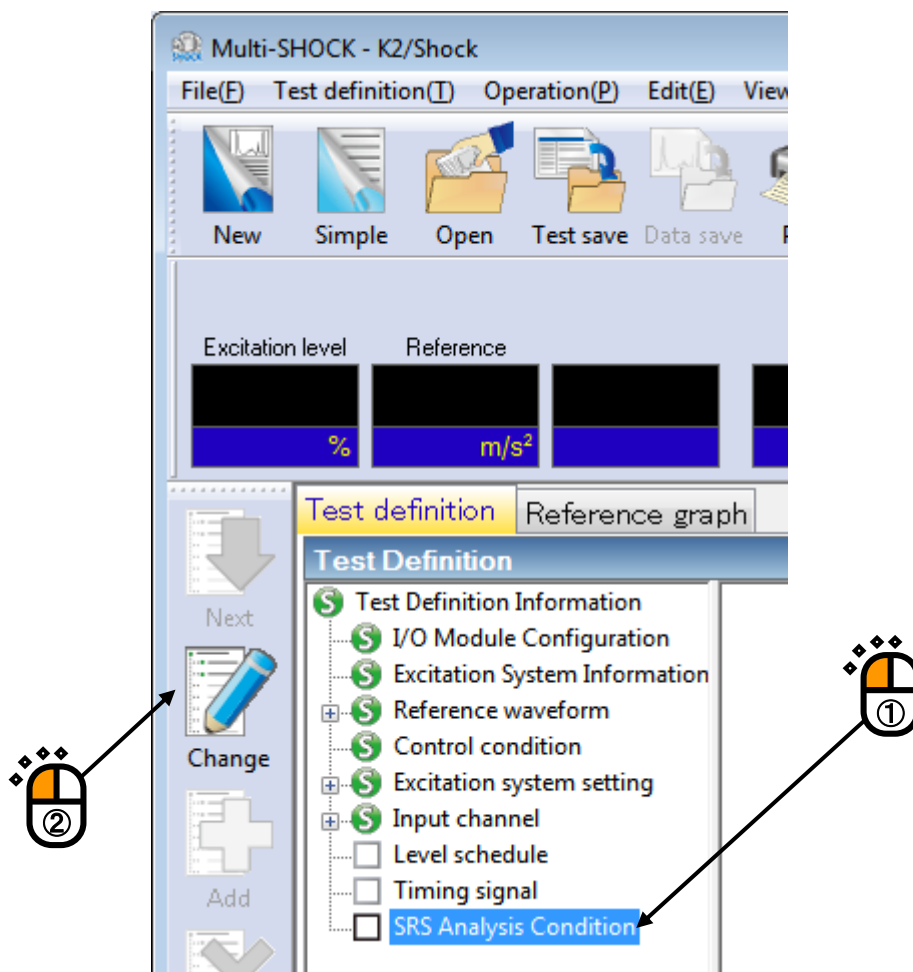 Multi-SHOCK - K2/Shock
File(F) Test definition(T) Operation(P) Edit(E) View
New Simple Open Test save Data save
Excitation level Reference
% m/s²
Test definition Reference graph
Test Definition
Next
Change
Add
Test Definition Information
I/O Module Configuration
Excitation System Information
Reference waveform
Control condition
Excitation system setting
Input channel
Level schedule
Timing signal
SRS Analysis Condition
①
②